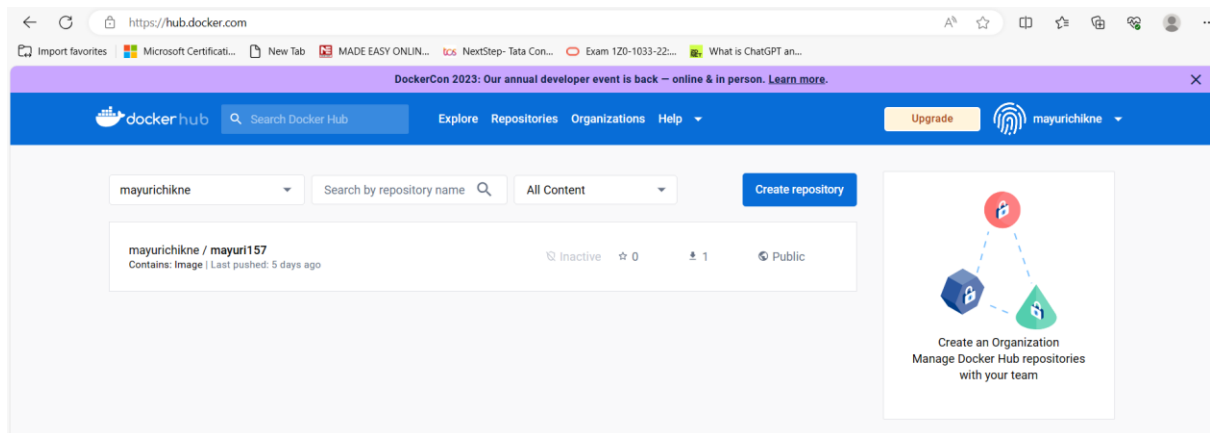 https://hub.docker.com
Import favorites Microsoft Certificati... New Tab MADE EASY ONLIN... tcs NextStep- Tata Con... Exam 1Z0-1033-22:... What is ChatGPT an...
DockerCon 2023: Our annual developer event is back — online & in person. Learn more.
dockerhub Search Docker Hub Explore Repositories Organizations Help Upgrade mayurichikne
mayurichikne Search by repository name All Content Create repository
mayurichikne / mayuri157
Contains: Image | Last pushed: 5 days ago
Inactive 0 1 Public
Create an Organization
Manage Docker Hub repositories
with your team